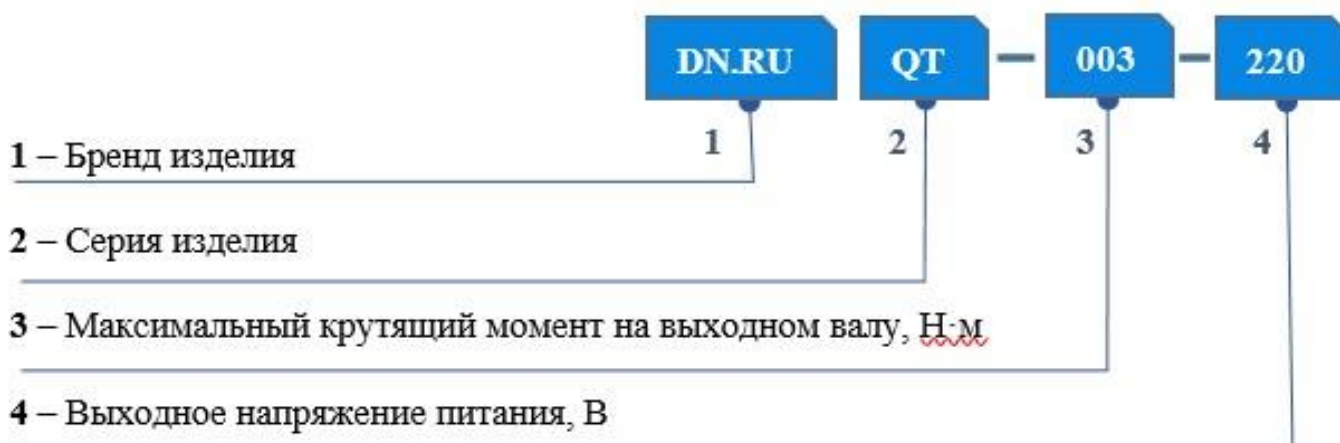 DN.RU QT – 003 – 220
1 2 3 4
1 – Бренд изделия
2 – Серия изделия
3 – Максимальный крутящий момент на выходном валу, Н·м
4 – Выходное напряжение питания, В